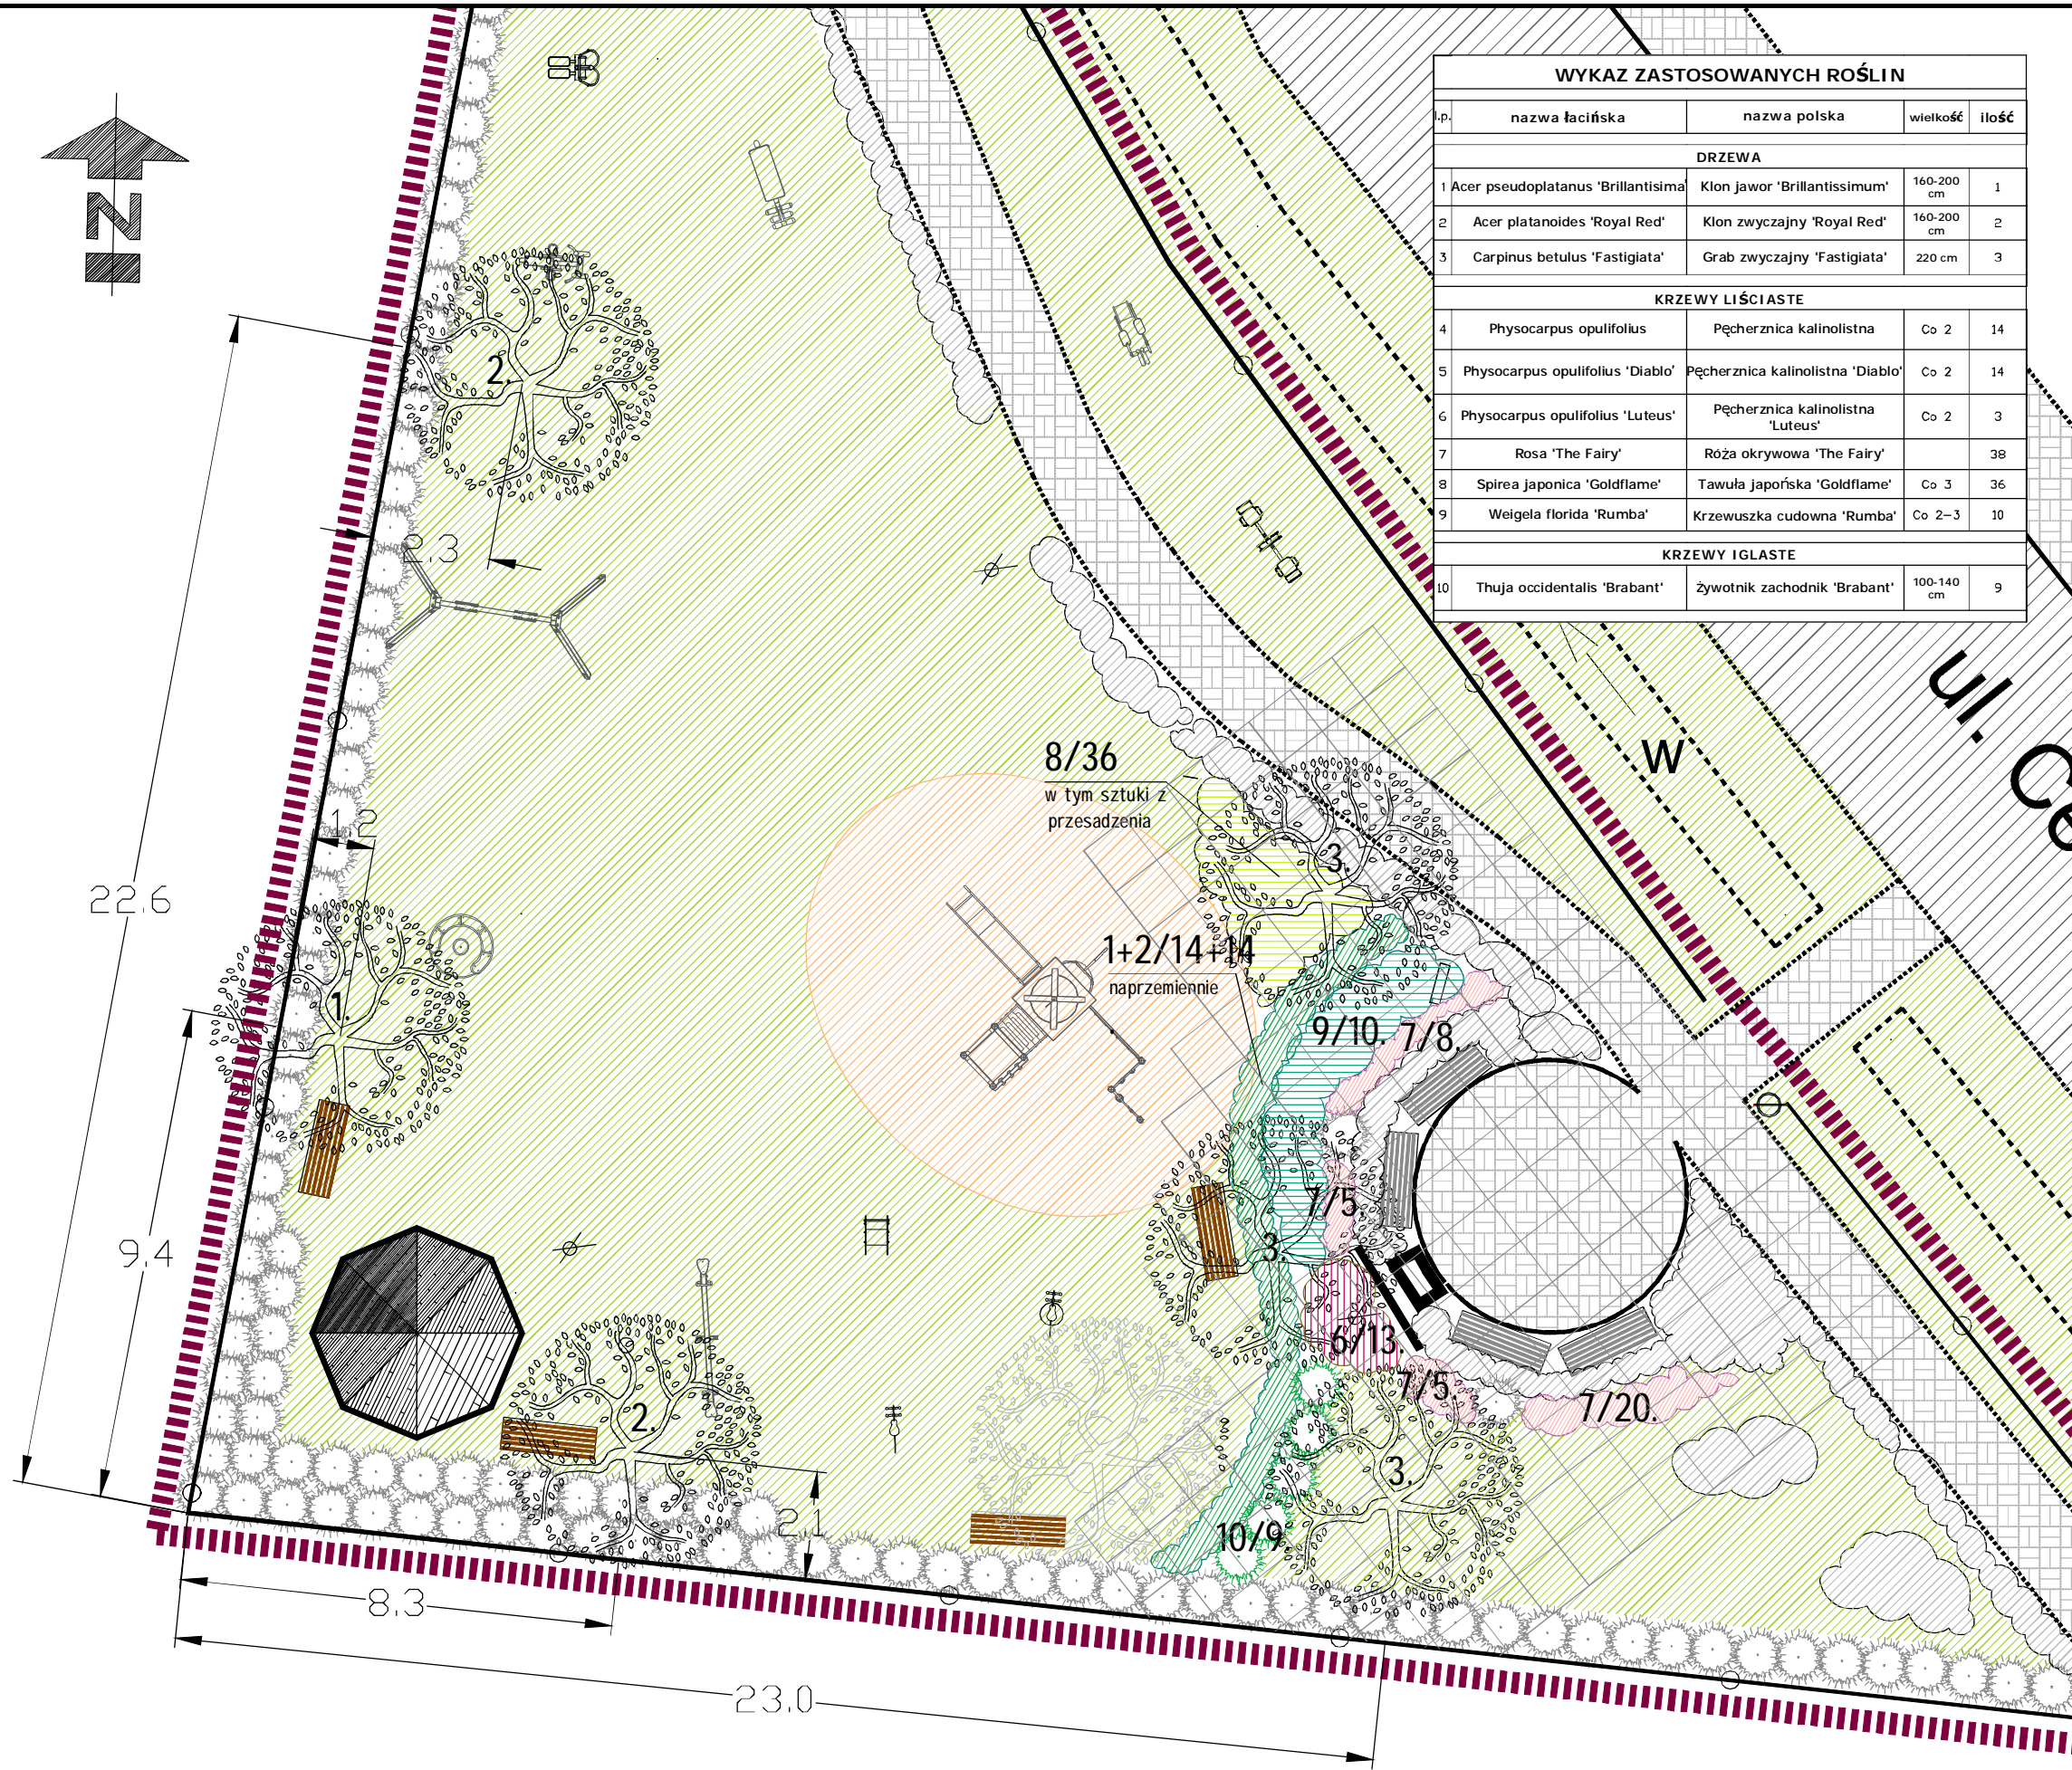 WYKAZ ZASTOSOWANYCH ROŚLIN
l.p. nazwa łacińska nazwa polska wielkość ilość
DRZEWA
1 Acer pseudoplatanus 'Brillantisima' Klon jawor 'Brillantissimum' 160-200 cm 1
2 Acer platanoides 'Royal Red' Klon zwyczajny 'Royal Red' 160-200 cm 2
3 Carpinus betulus 'Fastigiata' Grab zwyczajny 'Fastigiata' 220 cm 3
KRZEWY LIŚCIASTE
4 Physocarpus opulifolius Pęcherznica kalinolistna Co 2 14
5 Physocarpus opulifolius 'Diablo' Pęcherznica kalinolistna 'Diablo' Co 2 14
6 Physocarpus opulifolius 'Luteus' Pęcherznica kalinolistna 'Luteus' Co 2 3
7 Rosa 'The Fairy' Róża okrywowa 'The Fairy' 38
8 Spirea japonica 'Goldflame' Tawuła japońska 'Goldflame' Co 3 36
9 Weigela florida 'Rumba' Krzewuszka cudowna 'Rumba' Co 2-3 10
KRZEWY IGLASTE
10 Thuja occidentalis 'Brabant' Żywotnik zachodnik 'Brabant' 100-140 cm 9
N
2.
2.3
ul. Ce
W
8/36
w tym sztuki z
przesadzenia
1.2
3.
22.6
1+2/14+14
naprzemiennie
1.
9/10. 7/8.
7/5.
9.4
3.
6/13.
7/5.
7/20.
2.
3.
2.1
10/9.
8.3
23.0